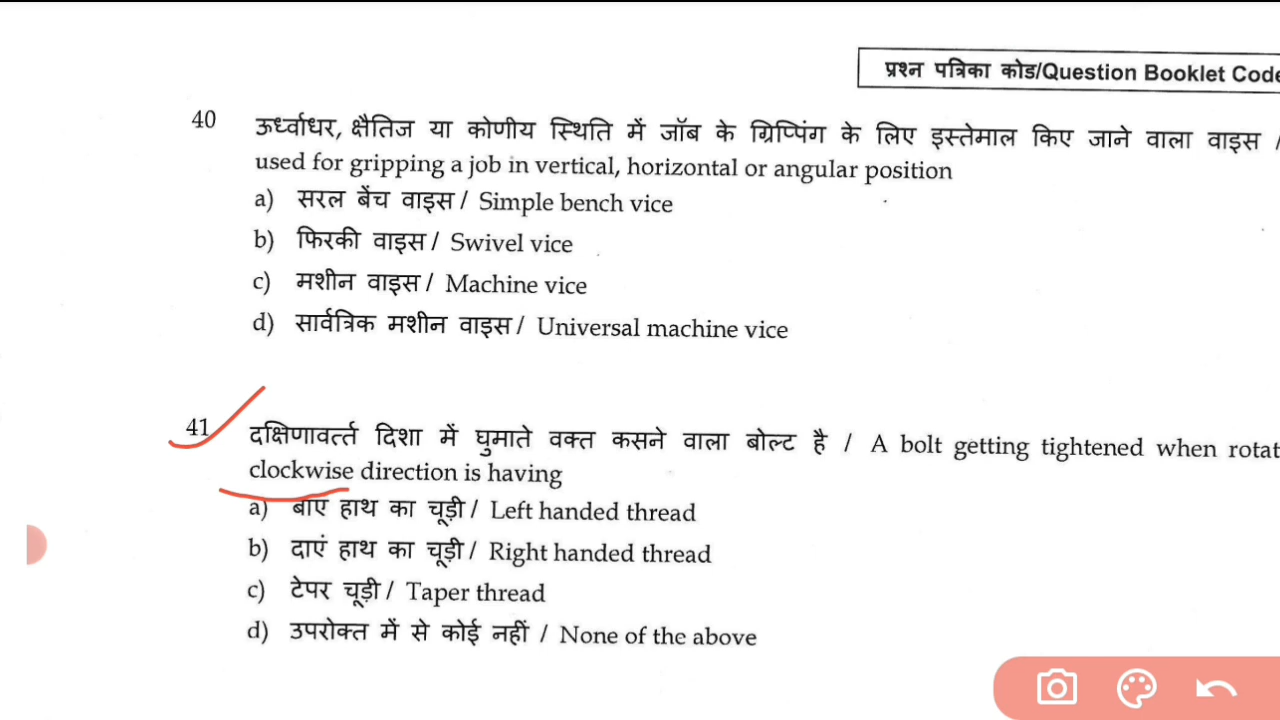 प्रश्न पत्रिका कोड/Question Booklet Code
40 ऊर्ध्वाधर, क्षैतिज या कोणीय स्थिति में जॉब के ग्रिप्पिंग के लिए इस्तेमाल किए जाने वाला वाइस /
used for gripping a job in vertical, horizontal or angular position
a) सरल बेंच वाइस / Simple bench vice
b) फिरकी वाइस / Swivel vice
c) मशीन वाइस / Machine vice
d) सार्वत्रिक मशीन वाइस / Universal machine vice
41 दक्षिणावर्त्त दिशा में घुमाते वक्त कसने वाला बोल्ट है / A bolt getting tightened when rotat
clockwise direction is having
a) बाए हाथ का चूड़ी / Left handed thread
b) दाएं हाथ का चूड़ी / Right handed thread
c) टेपर चूड़ी / Taper thread
d) उपरोक्त में से कोई नहीं / None of the above